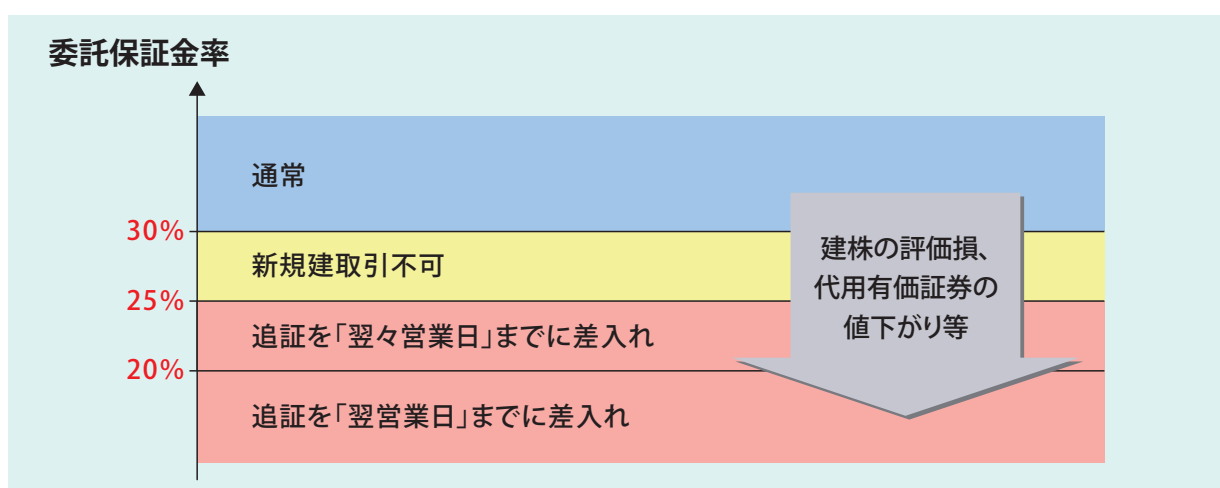 委託保証金率
通常
30%
新規建取引不可
25%
追証を「翌々営業日」までに差入れ
20%
追証を「翌営業日」までに差入れ
建株の評価損、
代用有価証券の
値下がり等